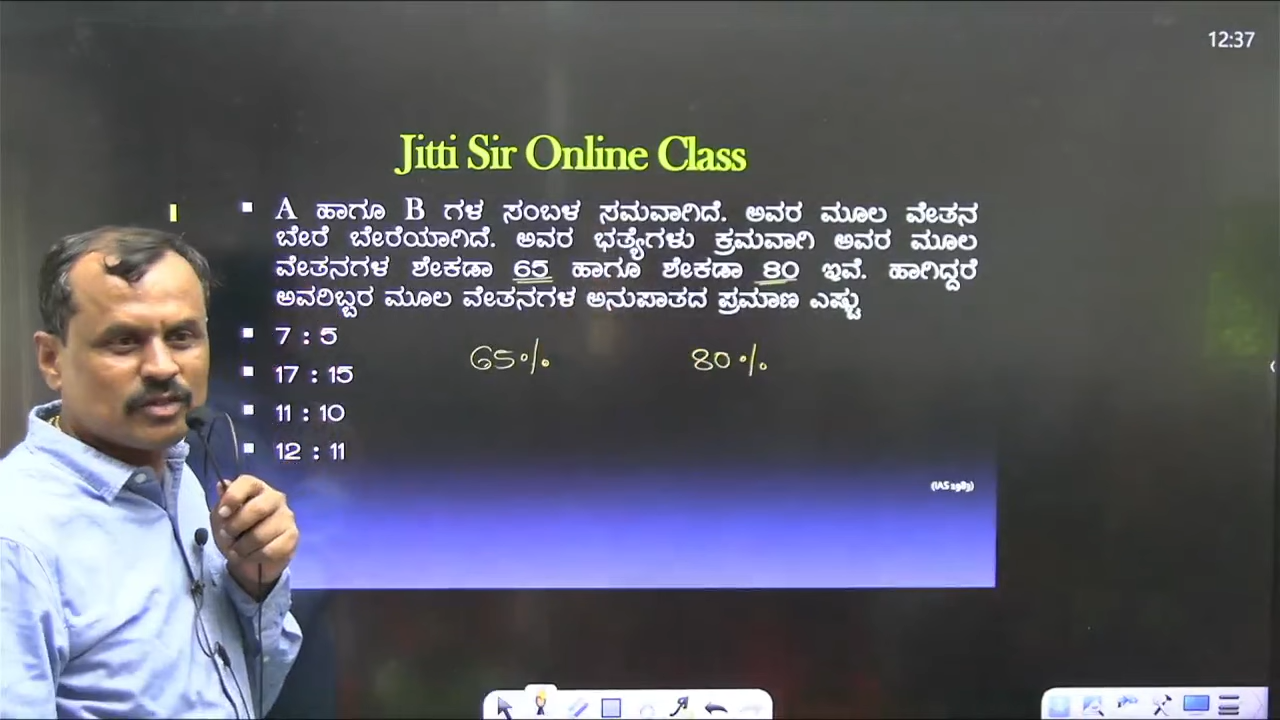 12:37
Jitti Sir Online Class
A ಹಾಗೂ B ಗಳ ಸಂಬಳ ಸಮವಾಗಿದೆ. ಅವರ ಮೂಲ ವೇತನ
ಬೇರೆ ಬೇರೆಯಾಗಿದೆ. ಅವರ ಭತ್ಯೆಗಳು ಕ್ರಮವಾಗಿ ಅವರ ಮೂಲ
ವೇತನಗಳ ಶೇಕಡಾ 65 ಹಾಗೂ ಶೇಕಡಾ 80 ಇವೆ. ಹಾಗಿದ್ದರೆ
ಅವರಿಬ್ಬರ ಮೂಲ ವೇತನಗಳ ಅನುಪಾತದ ಪ್ರಮಾಣ ಎಷ್ಟು
7 : 5
65% 80%
17 : 15
11 : 10
12 : 11
(IAS 1983)